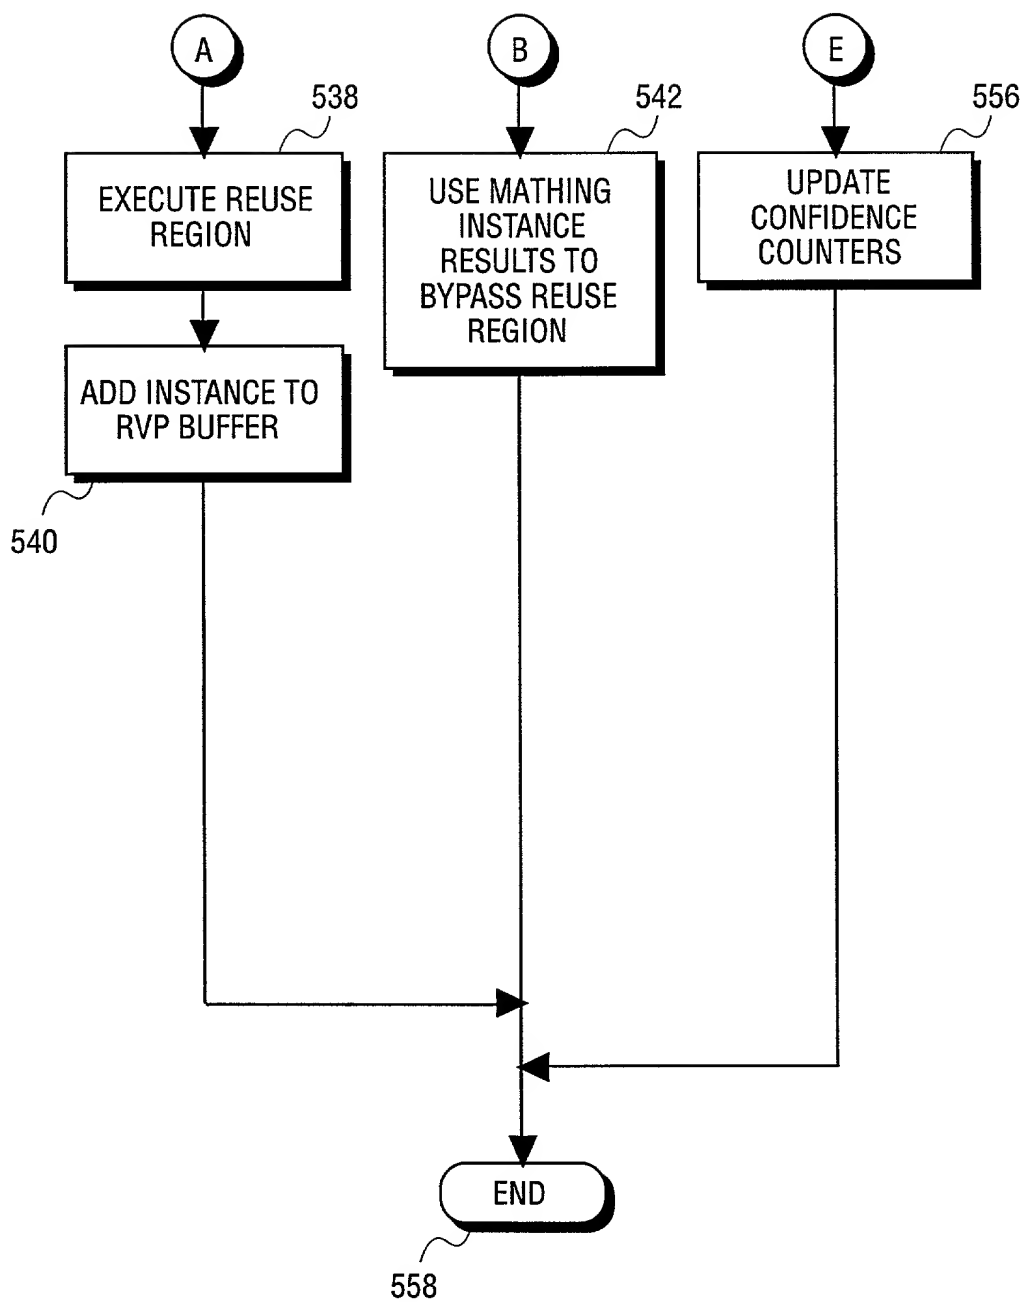 A
B
E
538
542
556
EXECUTE REUSE
REGION
USE MATHING
INSTANCE
RESULTS TO
BYPASS REUSE
REGION
UPDATE
CONFIDENCE
COUNTERS
ADD INSTANCE TO
RVP BUFFER
540
END
558